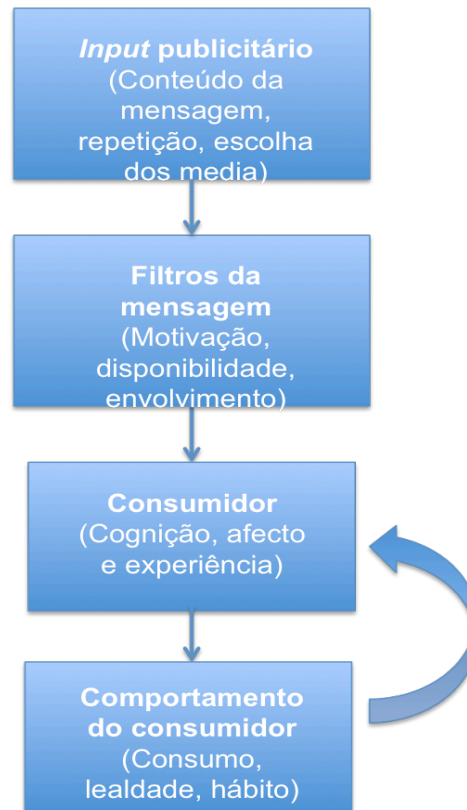 Input publicitário
(Conteúdo da
mensagem,
repetição, escolha
dos media)
Filtros da
mensagem
(Motivação,
disponibilidade,
envolvimento)
Consumidor
(Cognição, afecto
e experiência)
Comportamento
do consumidor
(Consumo,
lealdade, hábito)